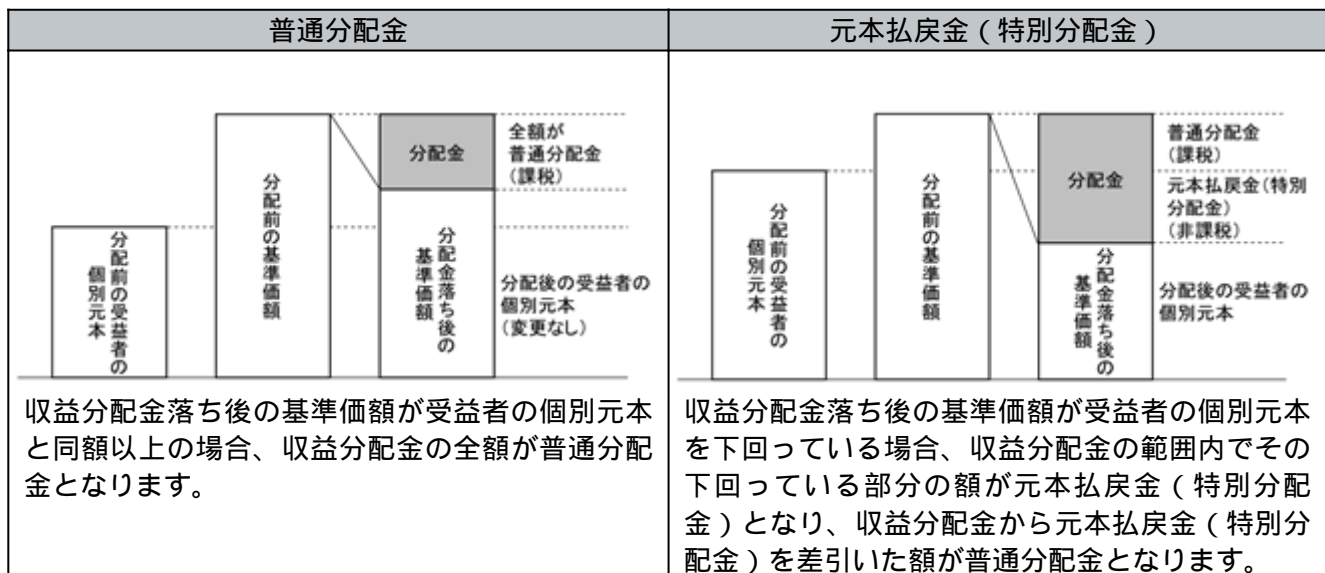 普通分配金
分配前の受益者の
個別元本
分配前の基準価額
分配金
分配金落ち後の
基準価額
全額が
普通分配金
(課税)
分配後の受益者の
個別元本
(変更なし)
収益分配金落ち後の基準価額が受益者の個別元本
と同額以上の場合、収益分配金の全額が普通分配
金となります。
元本払戻金（特別分配金）
分配前の受益者の
個別元本
分配前の基準価額
分配金
分配金落ち後の
基準価額
普通分配金
(課税)
元本払戻金(特別
分配金)
(非課税)
分配後の受益者の
個別元本
収益分配金落ち後の基準価額が受益者の個別元本
を下回っている場合、収益分配金の範囲内でその
下回っている部分の額が元本払戻金（特別分配
金）となり、収益分配金から元本払戻金（特別分
配金）を差引いた額が普通分配金となります。